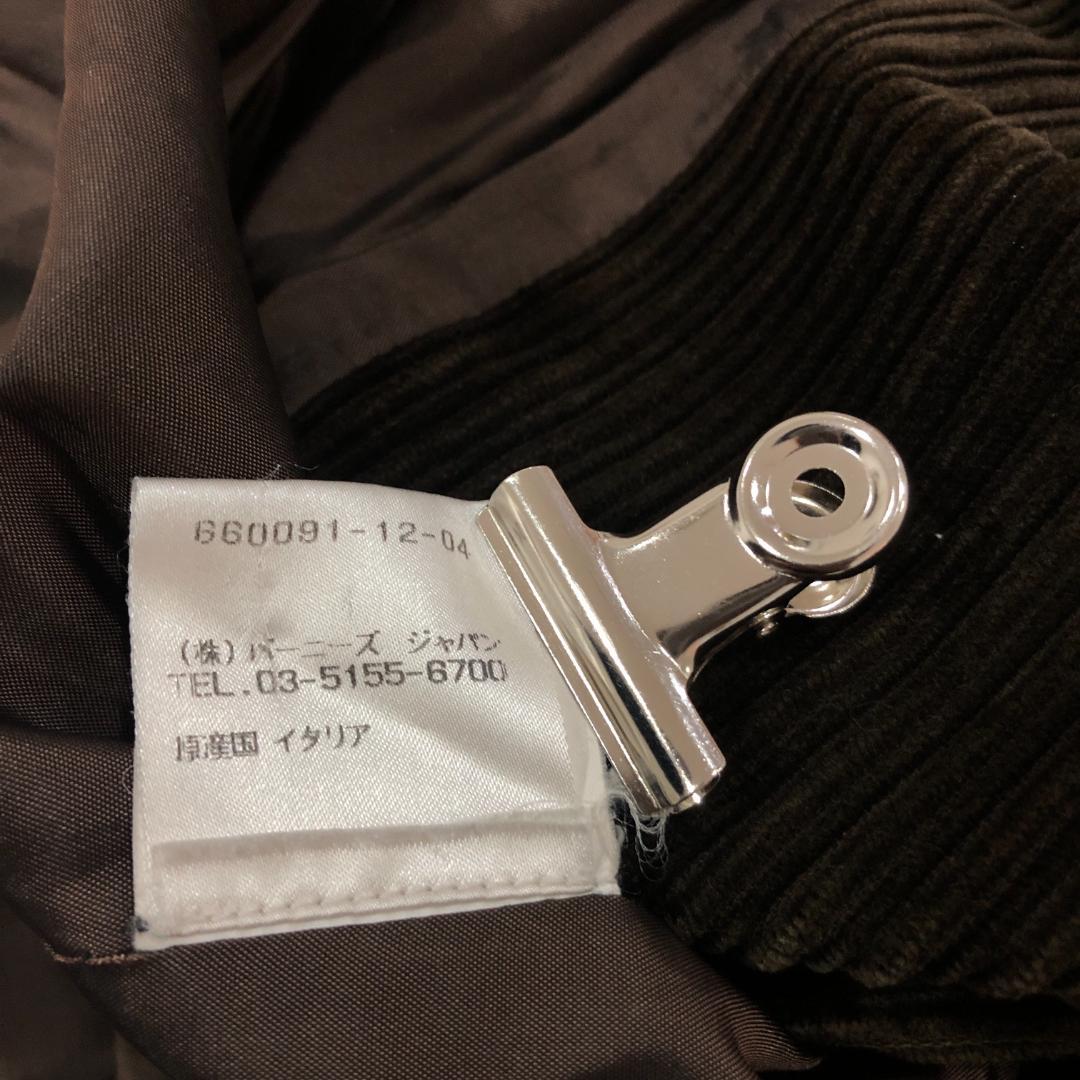 660091-12-04
(株) バーニーズ ジャパン
TEL.03-5155-6700
原産国 イタリア